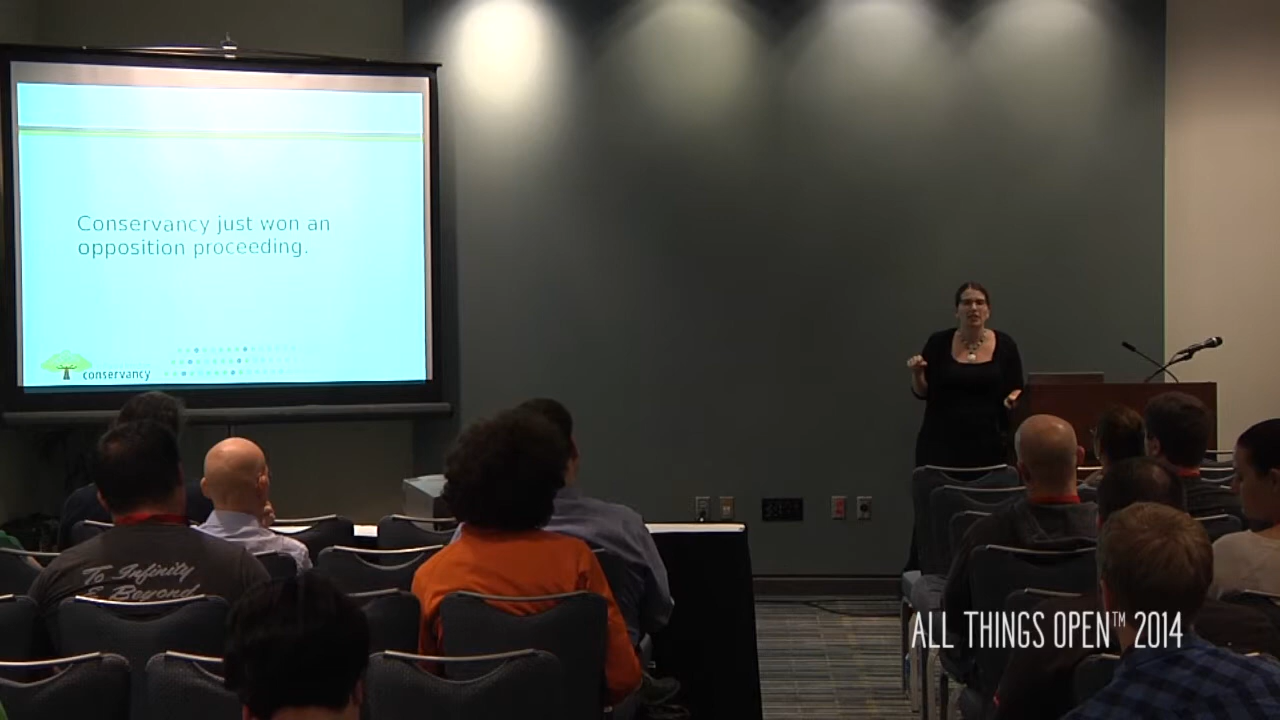 Conservancy just won an
opposition proceeding.
conservancy
To Infinity
& Beyond
ALL THINGS OPEN™ 2014